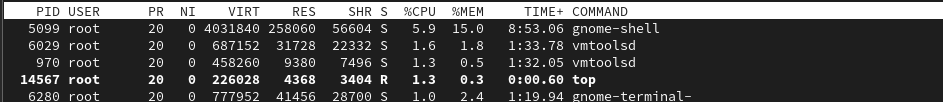 PID USER PR NI VIRT RES SHR S %CPU %MEM TIME+ COMMAND
5099 root 20 0 4031840 258060 56604 S 5.9 15.0 8:53.06 gnome-shell
6029 root 20 0 687152 31728 22332 S 1.6 1.8 1:33.78 vmtoolsd
970 root 20 0 458260 9380 7496 S 1.3 0.5 1:32.05 vmtoolsd
14567 root 20 0 226028 4368 3404 R 1.3 0.3 0:00.60 top
6280 root 20 0 777952 41456 28700 S 1.0 2.4 1:19.94 gnome-terminal-